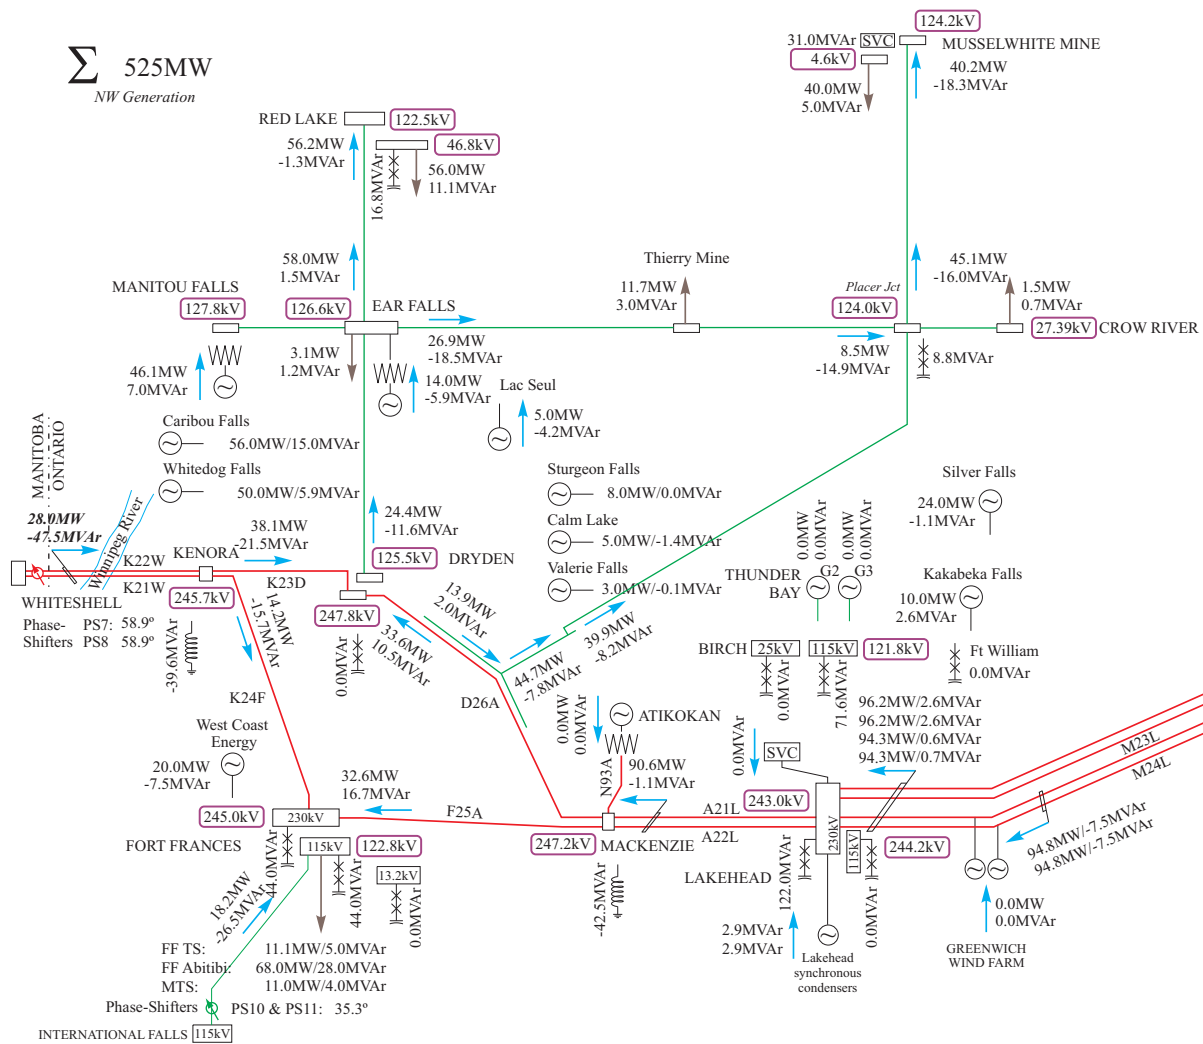 Σ 525MW
NW Generation
124.2kV
31.0MVAr SVC
MUSSELWHITE MINE
4.6kV
40.2MW
-18.3MVAr
40.0MW
5.0MVAr
RED LAKE
122.5kV
56.2MW
-1.3MVAr
46.8kV
16.8MVAr
56.0MW
11.1MVAr
58.0MW
1.5MVAr
Thierry Mine
11.7MW
3.0MVAr
45.1MW
-16.0MVAr
MANITOU FALLS
127.8kV
126.6kV
EAR FALLS
Placer Jct
124.0kV
1.5MW
0.7MVAr
27.39kV
CROW RIVER
26.9MW
-18.5MVAr
8.5MW
-14.9MVAr
8.8MVAr
3.1MW
1.2MVAr
46.1MW
7.0MVAr
14.0MW
-5.9MVAr
Lac Seul
5.0MW
-4.2MVAr
MANITOBA
ONTARIO
Caribou Falls
56.0MW/15.0MVAr
Whitedog Falls
50.0MW/5.9MVAr
Sturgeon Falls
8.0MW/0.0MVAr
Calm Lake
5.0MW/-1.4MVAr
Valerie Falls
3.0MW/-0.1MVAr
Silver Falls
24.0MW
-1.1MVAr
28.0MW
-47.5MVAr
Winnipeg River
38.1MW
-21.5MVAr
24.4MW
-11.6MVAr
0.0MW
0.0MVAr
0.0MW
0.0MVAr
K22W
KENORA
K21W
K23D
125.5kV
DRYDEN
THUNDER
BAY
G2
G3
Kakabeka Falls
10.0MW
2.6MVAr
WHITESHELL
Phase-
Shifters
PS7: 58.9º
PS8 58.9º
245.7kV
247.8kV
-39.6MVAr
14.2MW
-15.7MVAr
0.0MVAr
13.9MW
2.0MVAr
33.6MW
10.5MVAr
44.7MW
-7.8MVAr
39.9MW
-8.2MVAr
BIRCH
25kV
115kV
121.8kV
Ft William
0.0MVAr
0.0MVAr
71.6MVAr
K24F
D26A
0.0MW
0.0MVAr
ATIKOKAN
N93A
90.6MW
-1.1MVAr
0.0MVAr
SVC
96.2MW/2.6MVAr
96.2MW/2.6MVAr
94.3MW/0.6MVAr
94.3MW/0.7MVAr
M23L
M24L
West Coast
Energy
20.0MW
-7.5MVAr
32.6MW
16.7MVAr
245.0kV
230kV
F25A
A21L
A22L
243.0kV
230kV
115kV
244.2kV
FORT FRANCES
115kV
122.8kV
13.2kV
247.2kV
MACKENZIE
LAKEHEAD
94.8MW/-7.5MVAr
94.8MW/-7.5MVAr
44.0MVAr
44.0MVAr
0.0MVAr
-42.5MVAr
122.0MVAr
0.0MVAr
18.2MW
-26.5MVAr
2.9MVAr
2.9MVAr
0.0MW
0.0MVAr
FF TS: 11.1MW/5.0MVAr
FF Abitibi: 68.0MW/28.0MVAr
MTS: 11.0MW/4.0MVAr
Lakehead
synchronous
condensers
GREENWICH
WIND FARM
Phase-Shifters
PS10 & PS11: 35.3º
INTERNATIONAL FALLS
115kV